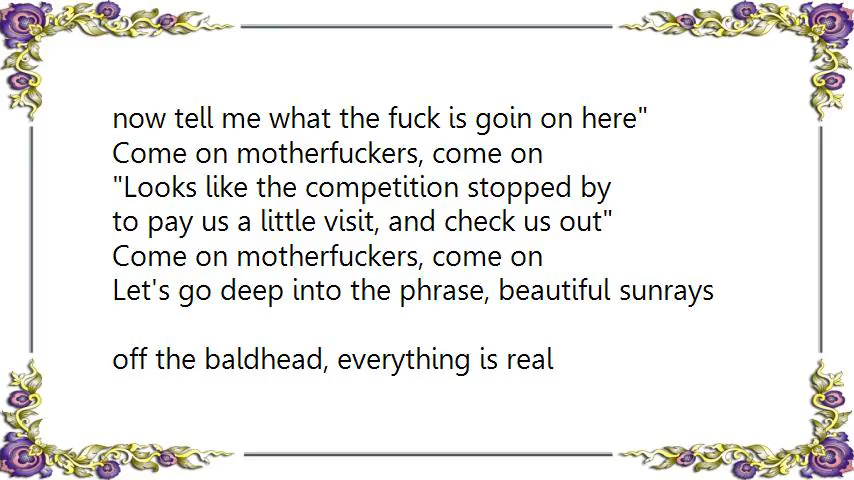 now tell me what the fuck is goin on here"
Come on motherfuckers, come on
"Looks like the competition stopped by
to pay us a little visit, and check us out"
Come on motherfuckers, come on
Let's go deep into the phrase, beautiful sunrays
off the baldhead, everything is real